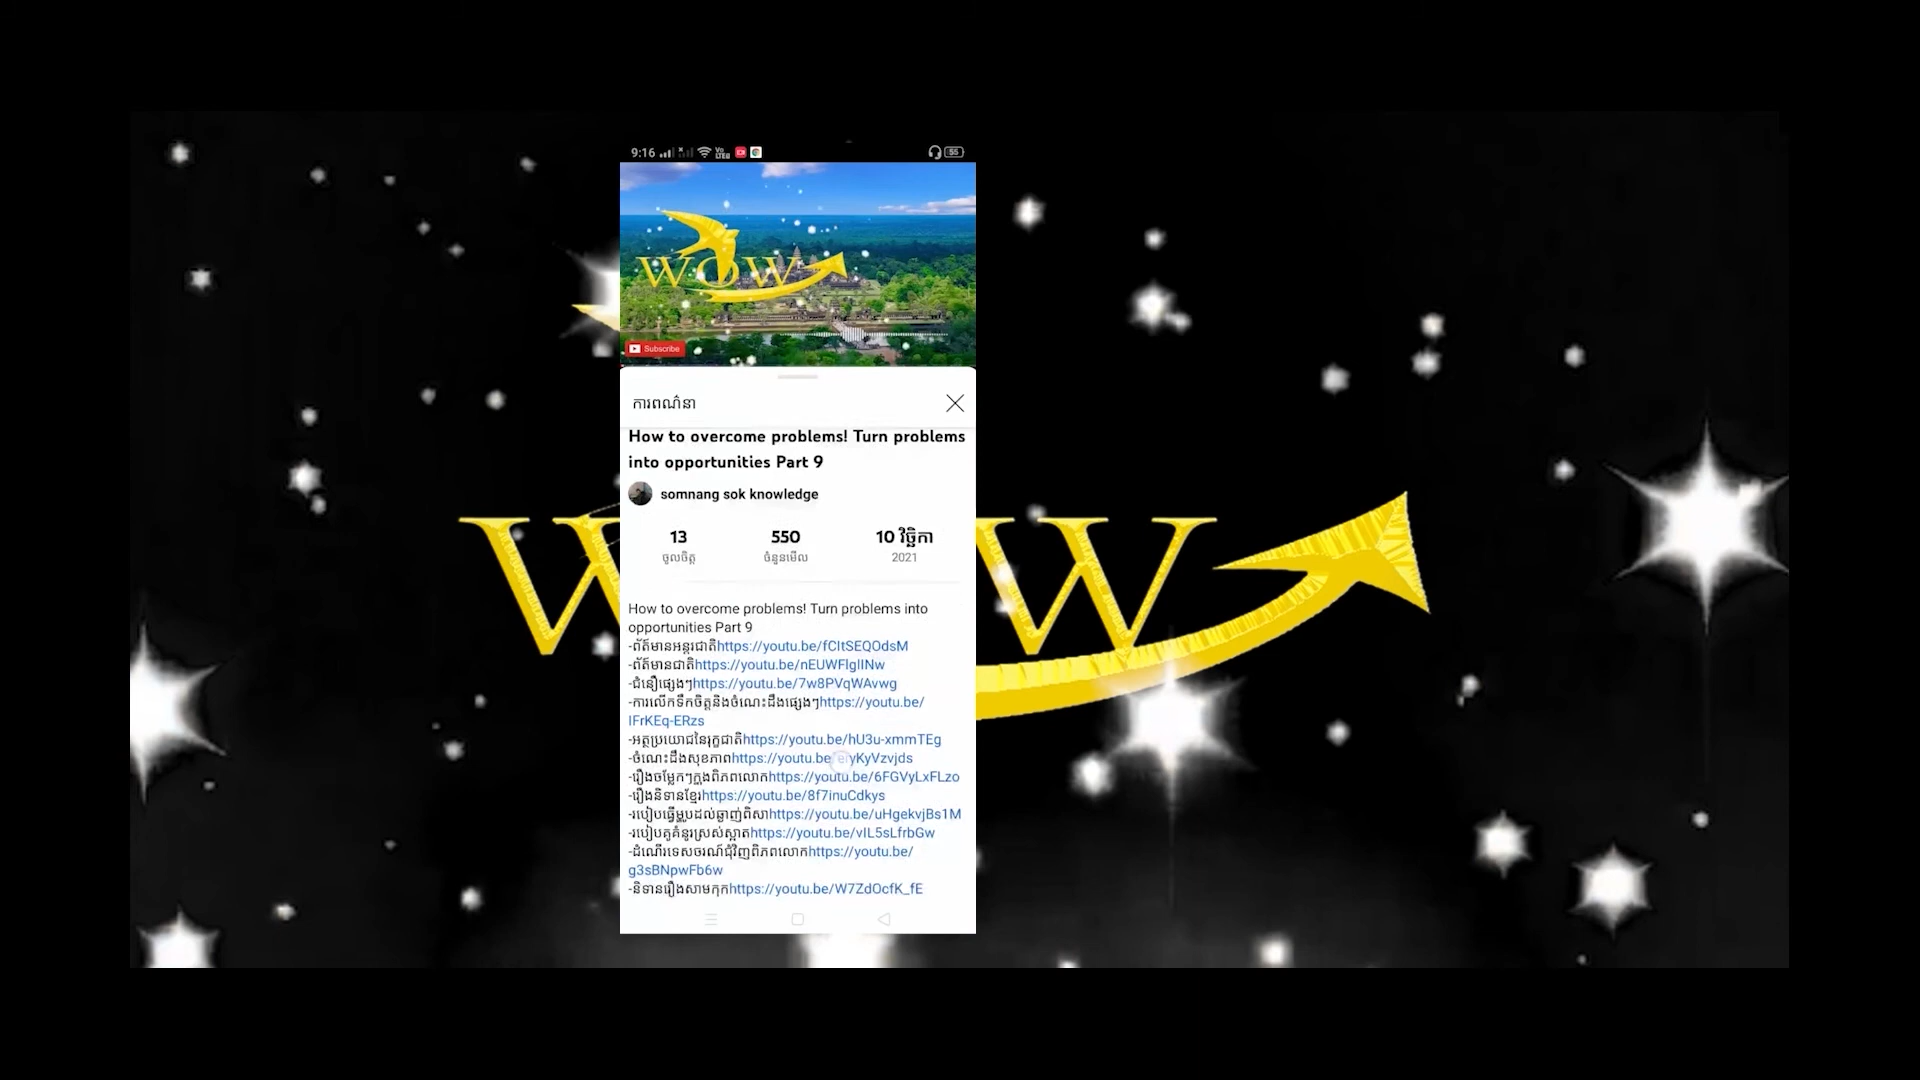 9:16
Vo
LTE
55
WOW
Subscribe
ការពណ៌នា
How to overcome problems! Turn problems
into opportunities Part 9
somnang sok knowledge
13 550 10 វិច្ឆិកា
ចូលចិត្ត ចំនួនមើល 2021
How to overcome problems! Turn problems into
opportunities Part 9
-ព័ត៍មានអន្តរជាតិhttps://youtu.be/fCItSEQOdsM
-ព័ត៍មានជាតិhttps://youtu.be/nEUWFIgIINw
-ជំនឿផ្សេងៗhttps://youtu.be/7w8PVqWAvwg
-ការលើកទឹកចិត្តនិងចំណេះដឹងផ្សេងៗhttps://youtu.be/
IFrKEq-ERzs
-អត្ថប្រយោជនៃរុក្ខជាតិhttps://youtu.be/hU3u-xmmTEg
-ចំណេះដឹងសុខភាពhttps://youtu.be/eryKyVzvjds
-រឿងចម្លែកៗក្នុងពិភពលោកhttps://youtu.be/6FGVyLxFLzo
-រឿងនិទានខ្មែរhttps://youtu.be/8f7inuCdkys
-របៀបធ្វើម្ហូបដល់ឆ្ងាញ់ពិសាhttps://youtu.be/uHgekvjBs1M
-របៀបគូគំនូរស្រស់ស្អាតhttps://youtu.be/vIL5sLfrbGw
-ដំណើរទេសចរណ៍ជុំវិញពិភពលោកhttps://youtu.be/
g3sBNpwFb6w
-និទានរឿងសាមកុកhttps://youtu.be/W7ZdOcfK_fE